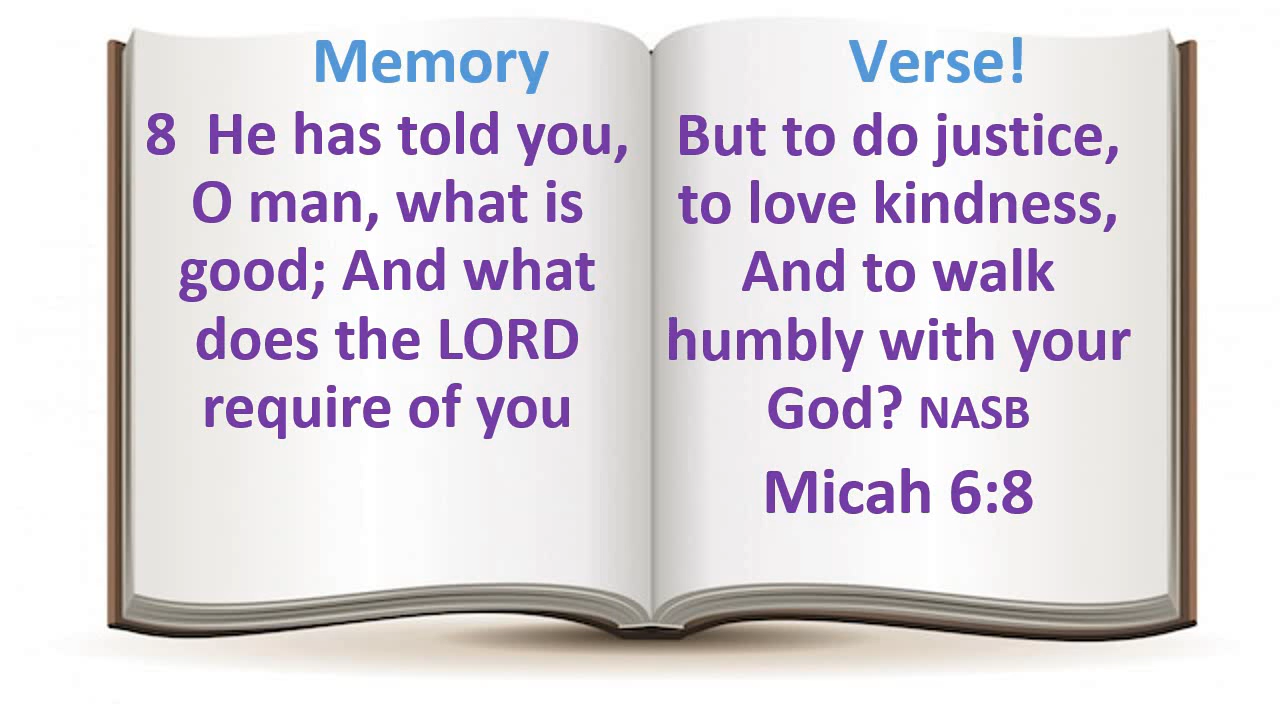 Memory
8 He has told you,
O man, what is
good; And what
does the LORD
require of you
Verse!
But to do justice,
to love kindness,
And to walk
humbly with your
God? NASB
Micah 6:8